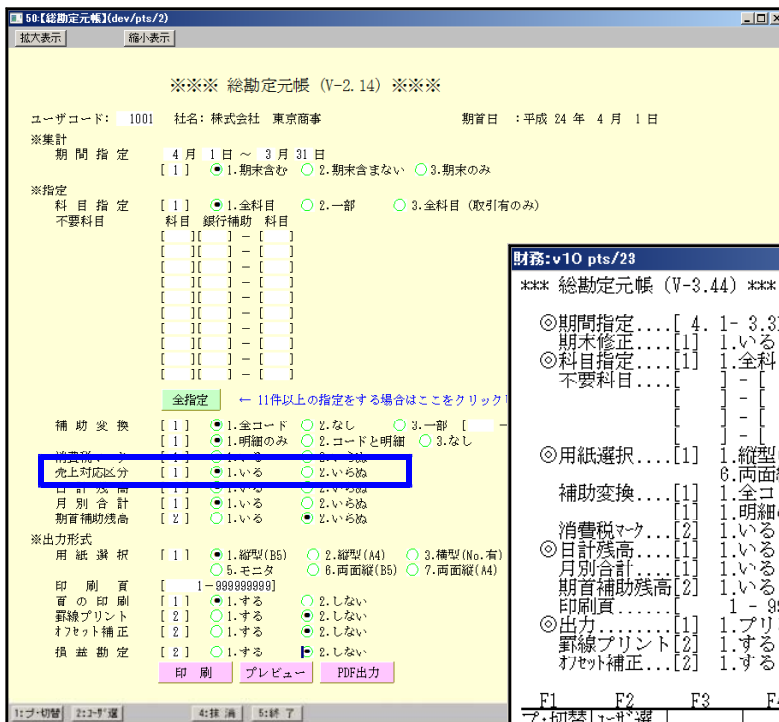 50:【総勘定元帳】(dev/pts/2)
拡大表示 縮小表示
※※※ 総勘定元帳 (V-2.14) ※※※
ユーザコード: 1001 社名: 株式会社 東京商事 期首日 :平成 24 年 4 月 1 日
※集計
期 間 指 定 4 月 1 日 ～ 3 月 31 日
[ 1 ] 1.期末含む 2.期末含まない 3.期末のみ
※指定
科 目 指 定 [ 1 ] 1.全科目 2.一部 3.全科目 (取引有のみ)
不要科目 科目 銀行補助 科目
[ ][ ] - [ ]
[ ][ ] - [ ]
[ ][ ] - [ ]
[ ][ ] - [ ]
[ ][ ] - [ ]
[ ][ ] - [ ]
[ ][ ] - [ ]
[ ][ ] - [ ]
[ ][ ] - [ ]
[ ][ ] - [ ]
全指定 ← 11件以上の指定をする場合はここをクリック
補 助 変 換 [ 1 ] 1.全コード 2.なし 3.一部 [ -
[ 1 ] 1.明細のみ 2.コードと明細 3.なし
売上対応区分 [ 1 ] 1.いる 2.いらぬ
日 計 残 高 [ 1 ] 1.いる 2.いらぬ
月 別 合 計 [ 1 ] 1.いる 2.いらぬ
期首補助残高 [ 2 ] 1.いる 2.いらぬ
※出力形式
用 紙 選 択 [ 1 ] 1.縦型(B5) 2.縦型(A4) 3.横型(No.有)
5.モニタ 6.両面縦(B5) 7.両面縦(A4)
印 刷 頁 [ 1-999999999]
頁 の 印 刷 [ 1 ] 1.する 2.しない
罫線プリント [ 2 ] 1.する 2.しない
オフセット補正 [ 2 ] 1.する 2.しない
損 益 勘 定 [ 2 ] 1.する 2.しない
印 刷 プレビュー PDF出力
1:プ・切替 2:ユーザ選 4:抹 消 5:終 了
財務:v10 pts/23
*** 総勘定元帳 (V-3.44) ***
◎期間指定....[ 4. 1- 3.3
期末修正....[1] 1.いる
◎科目指定....[1] 1.全科
不要科目....[ ] - [
[ ] - [
[ ] - [
[ ] - [
◎用紙選択....[1] 1.縦型
6.両面
補助変換....[1] 1.全コ
[1] 1.明細
消費税マーク...[2] 1.いる
◎日計残高....[1] 1.いる
月別合計....[1] 1.いる
期首補助残高[2] 1.いる
印刷頁......[ 1 - 9
◎出力........[1] 1.プリ
罫線プリント[2] 1.する
オフセット補正...[2] 1.する
F1 F2 F3
プ・切替 ユーザ選